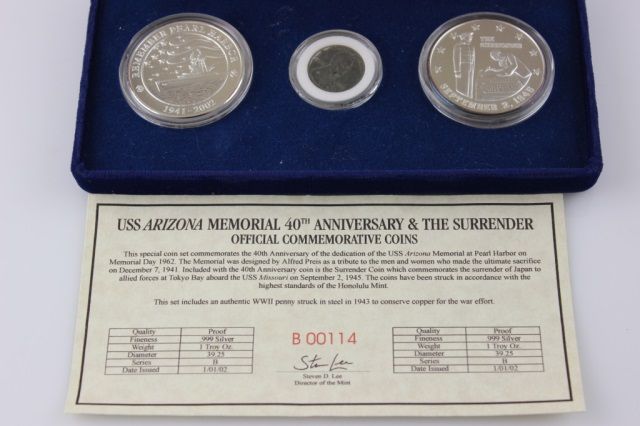 REMEMBER PEARL HARBOR
1941-2002
THE
SURRENDER
SEPTEMBER 2, 1945
USS ARIZONA MEMORIAL 40TH ANNIVERSARY & THE SURRENDER
OFFICIAL COMMEMORATIVE COINS
This special coin set commemorates the 40th Anniversary of the dedication of the USS Arizona Memorial at Pearl Harbor on
Memorial Day 1962. The Memorial was designed by Alfred Preis as a tribute to the men and women who made the ultimate sacrifice
on December 7, 1941. Included with the 40th Anniversary coin is the Surrender Coin which commemorates the surrender of Japan to
allied forces at Tokyo Bay aboard the USS Missouri on September 2, 1945. The coins have been struck in accordance with the
highest standards of the Honolulu Mint.
This set includes an authentic WWII penny struck in steel in 1943 to conserve copper for the war effort.
Quality Proof
Fineness .999 Silver
Weight 1 Troy Oz.
Diameter 39.25
Series B
Date Issued 1/01/02
B 00114
Steven D. Lee
Director of the Mint
Quality Proof
Fineness .999 Silver
Weight 1 Troy Oz.
Diameter 39.25
Series B
Date Issued 1/01/02